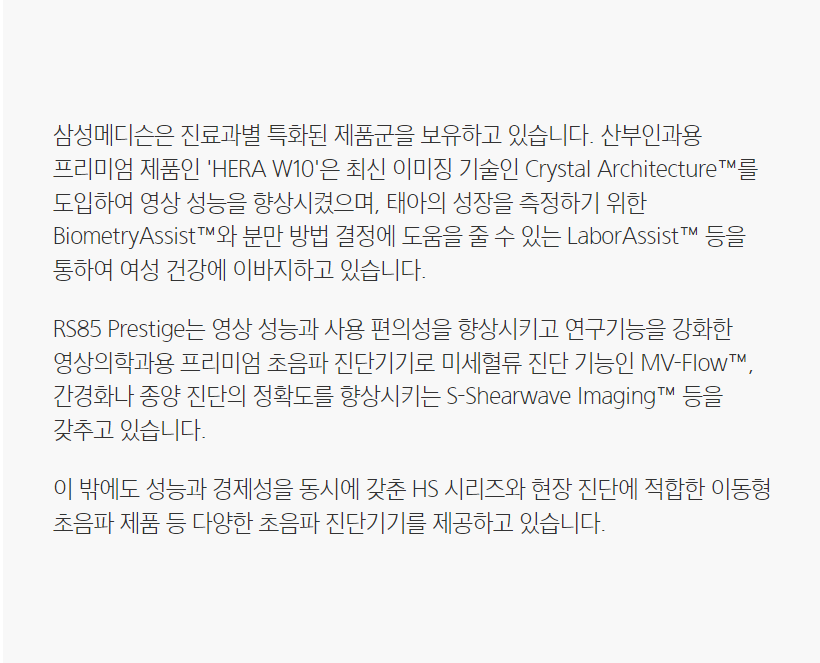 삼성메디슨은 진료과별 특화된 제품군을 보유하고 있습니다. 산부인과용
프리미엄 제품인 'HERA W10'은 최신 이미징 기술인 Crystal Architecture™를
도입하여 영상 성능을 향상시켰으며, 태아의 성장을 측정하기 위한
BiometryAssist™와 분만 방법 결정에 도움을 줄 수 있는 LaborAssist™ 등을
통하여 여성 건강에 이바지하고 있습니다.
RS85 Prestige는 영상 성능과 사용 편의성을 향상시키고 연구기능을 강화한
영상의학과용 프리미엄 초음파 진단기기로 미세혈류 진단 기능인 MV-Flow™,
간경화나 종양 진단의 정확도를 향상시키는 S-Shearwave Imaging™ 등을
갖추고 있습니다.
이 밖에도 성능과 경제성을 동시에 갖춘 HS 시리즈와 현장 진단에 적합한 이동형
초음파 제품 등 다양한 초음파 진단기기를 제공하고 있습니다.